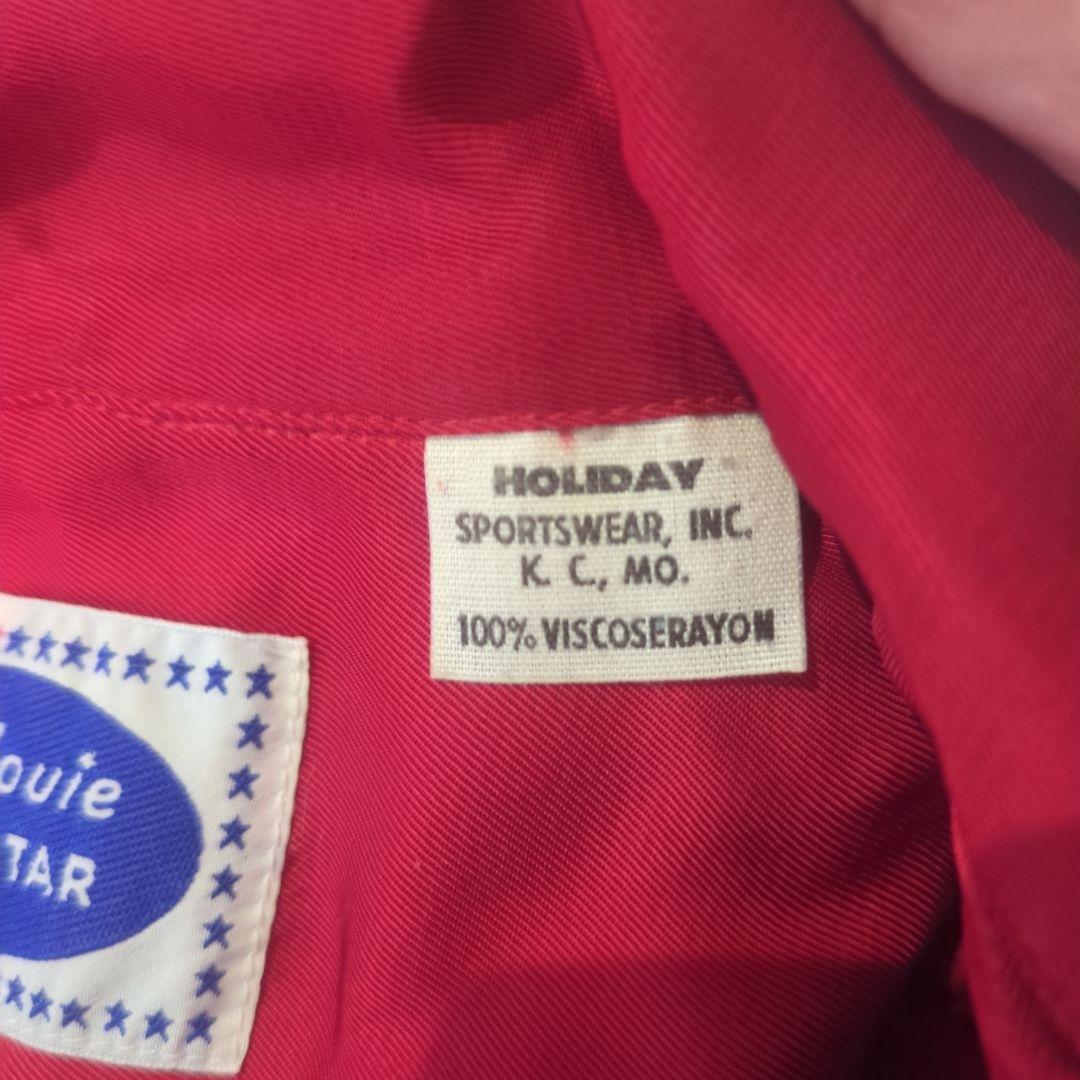 HOLIDAY
SPORTSWEAR, INC.
K. C., MO.
100% VISCOSERAYON
ouie
TAR